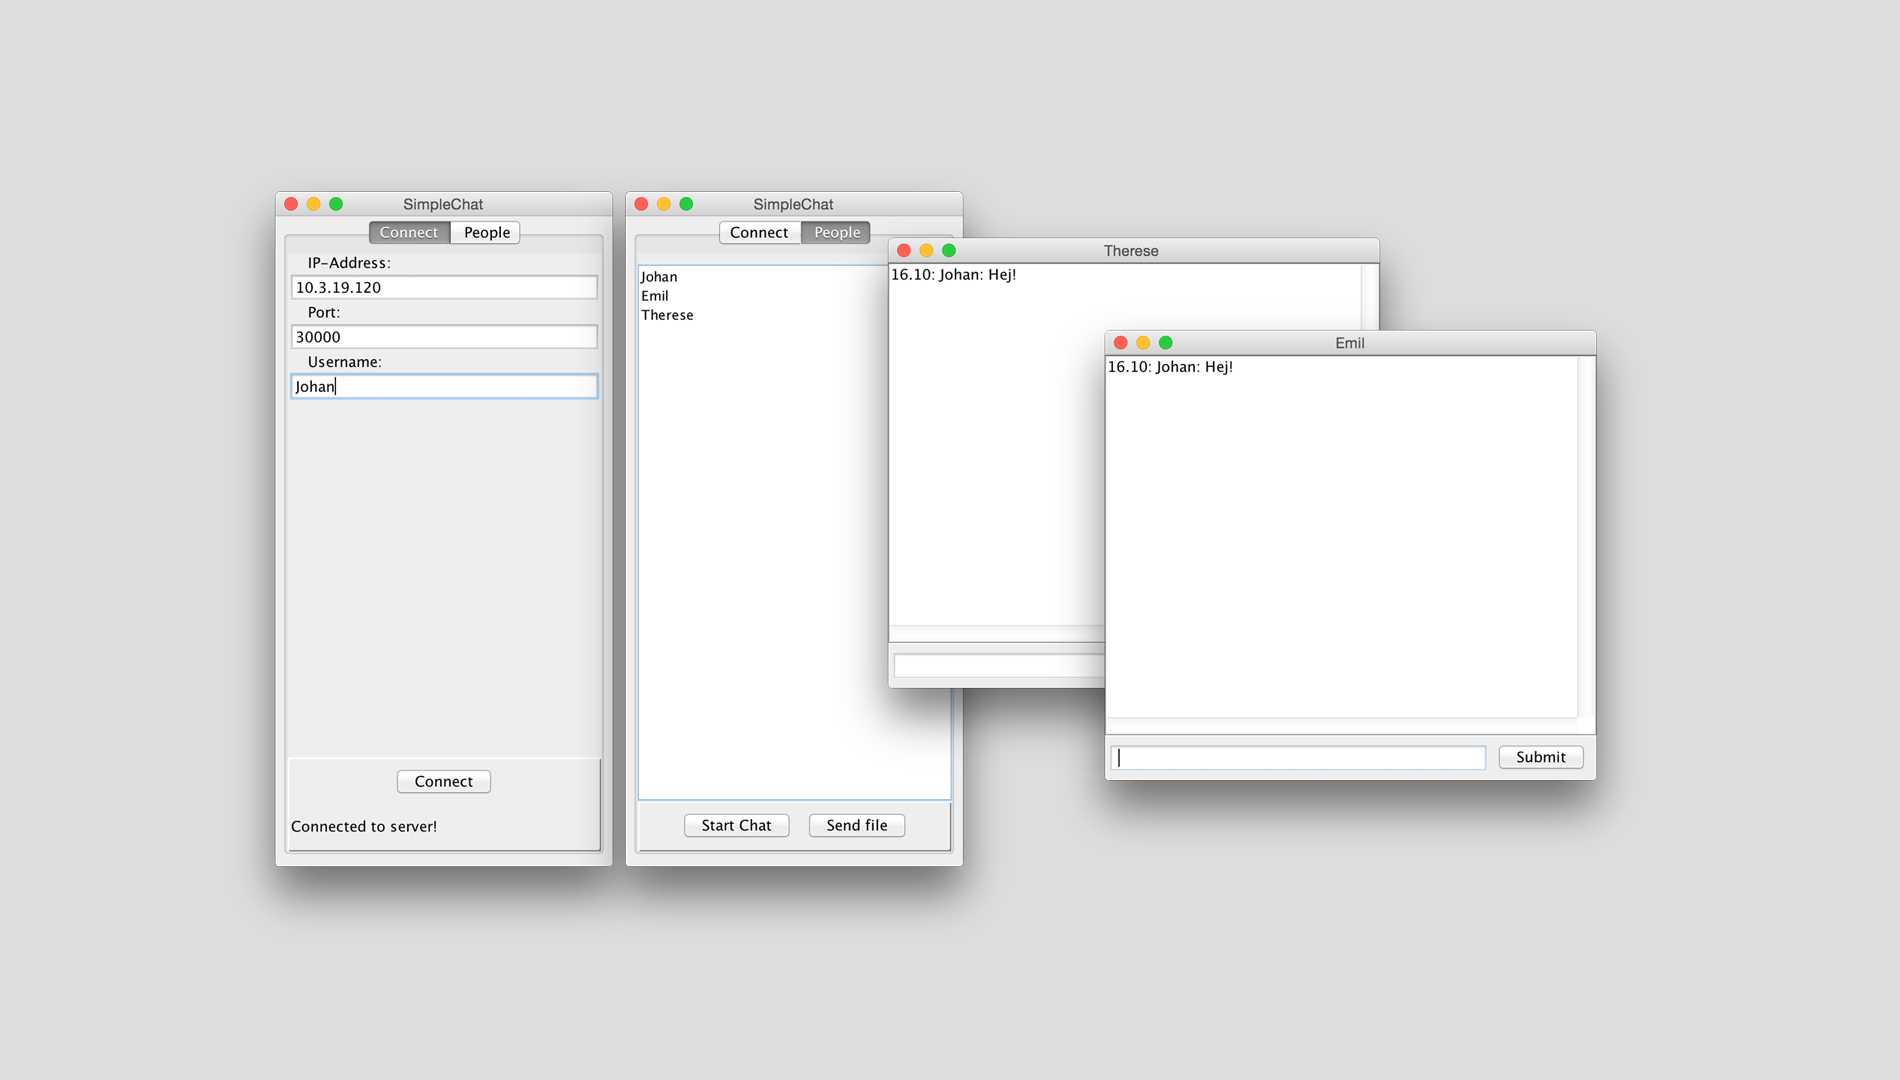 SimpleChat
Connect People
IP-Address:
10.3.19.120
Port:
30000
Username:
Johan
Connect
Connected to server!
SimpleChat
Connect People
Johan
Emil
Therese
Start Chat Send file
Therese
16.10: Johan: Hej!
Emil
16.10: Johan: Hej!
Submit